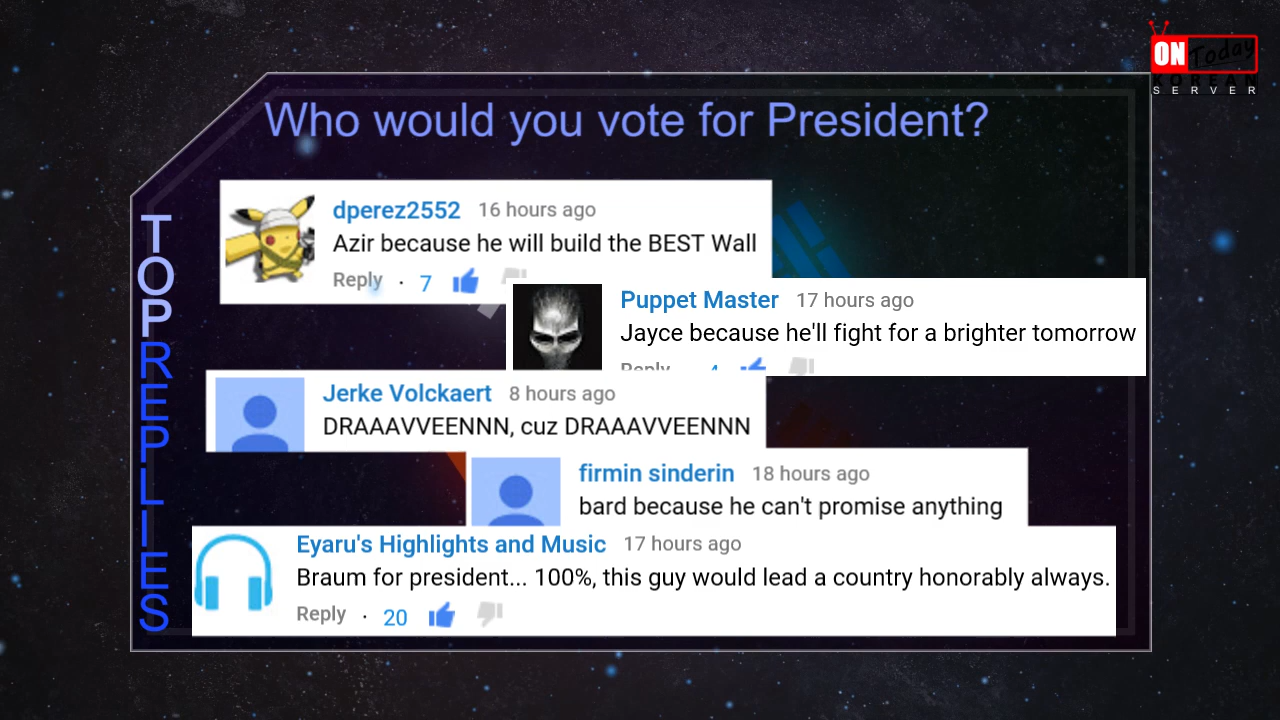 ON Today
KOREAN
SERVER
Who would you vote for President?
TOP REPLIES
dperez2552 16 hours ago
Azir because he will build the BEST Wall
Reply · 7
Puppet Master 17 hours ago
Jayce because he'll fight for a brighter tomorrow
Reply 4
Jerke Volckaert 8 hours ago
DRAAAVVEENNN, cuz DRAAAVVEENNN
firmin sinderin 18 hours ago
bard because he can't promise anything
Eyaru's Highlights and Music 17 hours ago
Braum for president... 100%, this guy would lead a country honorably always.
Reply · 20